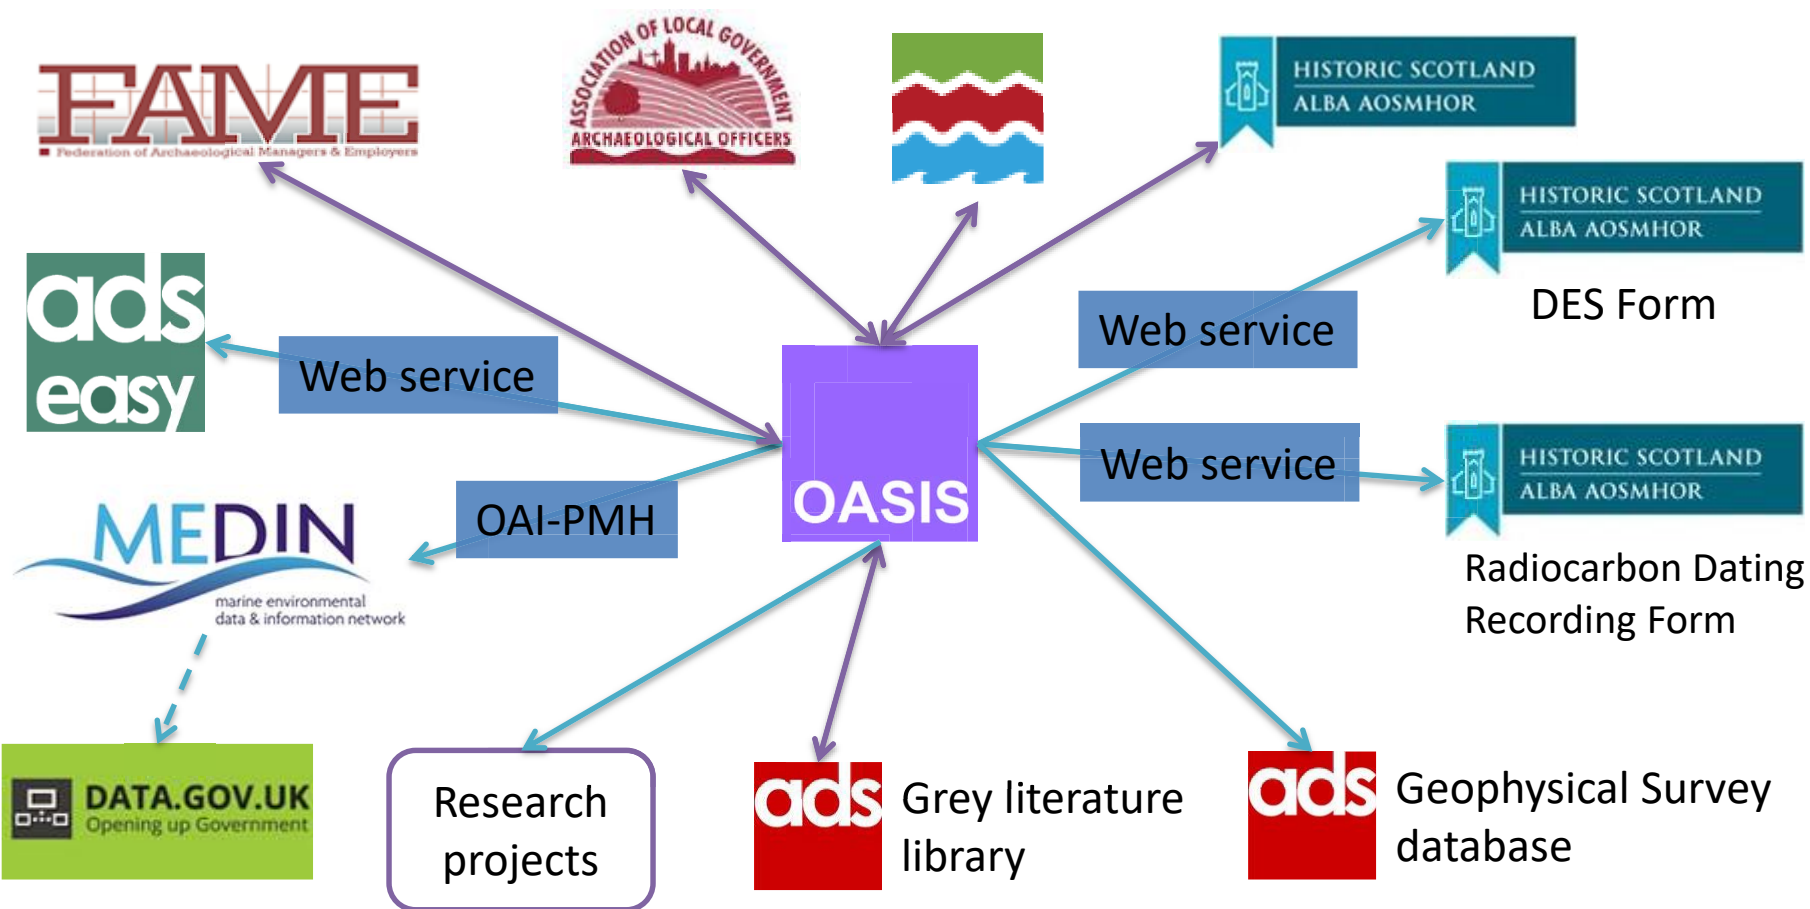 FAME
Federation of Archaeological Managers & Employers
ASSOCIATION OF LOCAL GOVERNMENT
ARCHAEOLOGICAL OFFICERS
HISTORIC SCOTLAND
ALBA AOSMHOR
HISTORIC SCOTLAND
ALBA AOSMHOR
DES Form
ads
easy
Web service
Web service
Web service
OASIS
HISTORIC SCOTLAND
ALBA AOSMHOR
Radiocarbon Dating
Recording Form
OAI-PMH
MEDIN
marine environmental
data & information network
DATA.GOV.UK
Opening up Government
Research
projects
ads
Grey literature
library
ads
Geophysical Survey
database